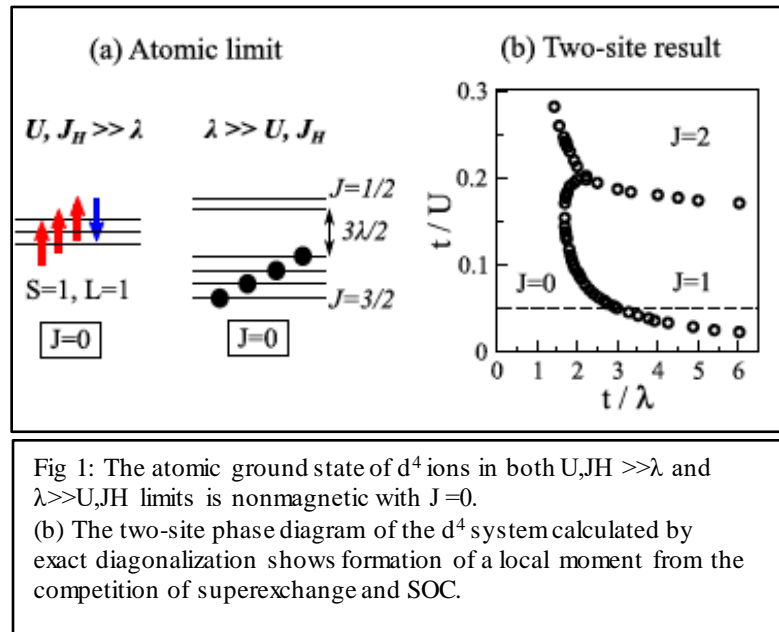 (a) Atomic limit
(b) Two-site result
U, J_H >> λ
λ >> U, J_H
J=1/2
3λ/2
J=3/2
S=1, L=1
J=0
J=0
0.3
0.2
0.1
0
t / U
J=2
J=0
J=1
0 1 2 3 4 5 6
t / λ
Fig 1: The atomic ground state of d⁴ ions in both U,JH >>λ and
λ>>U,JH limits is nonmagnetic with J =0.
(b) The two-site phase diagram of the d⁴ system calculated by
exact diagonalization shows formation of a local moment from the
competition of superexchange and SOC.